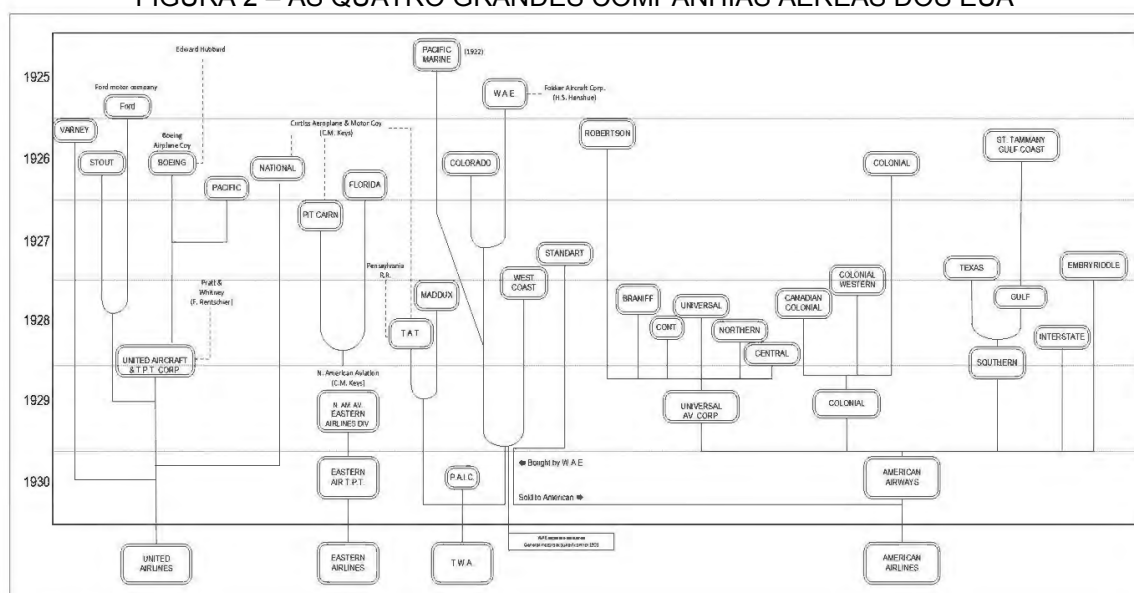 FIGURA 2 – AS QUATRO GRANDES COMPANHIAS AÉREAS DOS EUA
1925
1926
1927
1928
1929
1930
Edward Hubbard
PACIFIC
MARINE
(1922)
Ford motor company
Ford
W.A.E
Fokker Aircraft Corp.
(H.S. Hanshue)
VARNEY
Boeing
Airplane Coy
Curtiss Aeroplane & Motor Coy
(C.M. Keys)
ROBERTSON
STOUT
BOEING
NATIONAL
COLORADO
COLONIAL
ST. TAMMANY
GULF COAST
PACIFIC
FLORIDA
PIT CAIRN
STANDART
Pennsylvania
R.R.
MADDUX
WEST
COAST
TEXAS
EMBRYRIDDLE
COLONIAL
WESTERN
Pratt &
Whitney
(F. Rentschler)
BRANIFF
UNIVERSAL
CANADIAN
COLONIAL
GULF
T A T
CONT
NORTHERN
INTERSTATE
CENTRAL
UNITED AIRCRAFT
& T.P.T. CORP.
SOUTHERN
N. American Aviation
(C.M. Keys)
N. AM AV.
EASTERN
AIRLINES DIV
UNIVERSAL
AV. CORP
COLONIAL
Bought by W A E
EASTERN
AIR T.P.T.
P.A.I.C.
AMERICAN
AIRWAYS
Sold to American
UNITED
AIRLINES
EASTERN
AIRLINES
T.W.A.
AMERICAN
AIRLINES